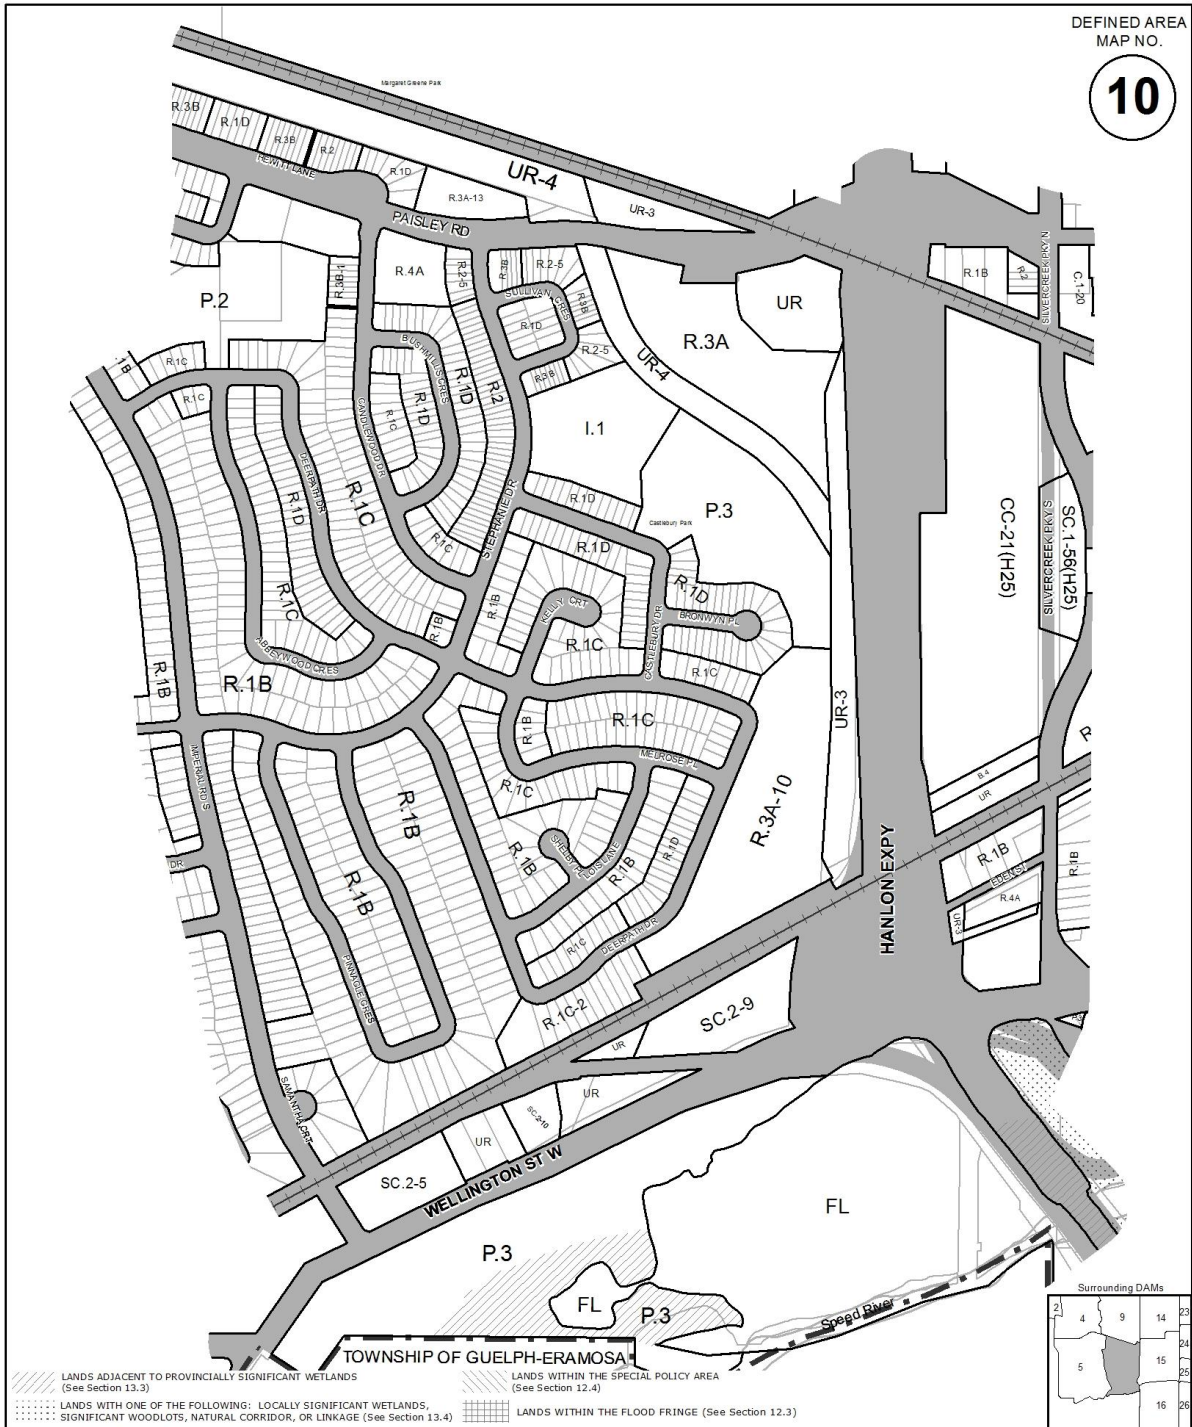 DEFINED AREA
MAP NO.
10
Margaret Greene Park
R.3B
R.1D
R.3B
R.2
HEWITT LANE
R.1D
UR-4
R.3A-13
UR-3
PAISLEY RD
R.4A
R.2-5
R.3B
R.2-5
R.3B-1
P.2
SULLIVAN CRES
R.3B
R.1D
R.2-5
R.3B
UR
R.3A
UR-4
R.1B
R.2
SILVERCREEK PKY N
C.1-20
.1B
R.1C
R.1C
BUSHMILLS CRES
R.1D
R.2
R.1D
R.1C
CANDLEWOOD DR
I.1
DEERPATH DR
R.1D
R.1C
STEPHANIE DR
R.1D
Castlebury Park
P.3
R.1C
R.1D
R.1D
CC-21(H25)
SILVERCREEK PKY S
SC.1-56(H25)
R.1C
ABBEYWOOD CRES
R.1B
R.1B
KELLY CRT
R.1C
CASTLEBURY DR
BRONWYN PL
R.1C
R.1B
R.1B
R.1B
R.1C
UR-3
MELROSE PL
IMPERIAL RD S
R.1C
R.3A-10
R
B.4
UR
R.1B
R.1B
SHELBY PL
LOIS LANE
R.1B
R.1D
HANLON EXPY
R.1B
EDEN ST
R.1B
R.4A
UR-3
DR
R.1B
PINNACLE CRES
R.1C
DEERPATH DR
R.1C-2
SC.2-9
UR
UR
SAMANTHA CRT
SC.2-10
UR
SC.2-5
WELLINGTON ST W
P.3
FL
FL
P.3
Speed River
TOWNSHIP OF GUELPH-ERAMOSA
Surrounding DAMs
2
4
9
14
23
24
5
15
25
16
26
LANDS ADJACENT TO PROVINCIALLY SIGNIFICANT WETLANDS
(See Section 13.3)
LANDS WITH ONE OF THE FOLLOWING: LOCALLY SIGNIFICANT WETLANDS,
SIGNIFICANT WOODLOTS, NATURAL CORRIDOR, OR LINKAGE (See Section 13.4)
LANDS WITHIN THE SPECIAL POLICY AREA
(See Section 12.4)
LANDS WITHIN THE FLOOD FRINGE (See Section 12.3)